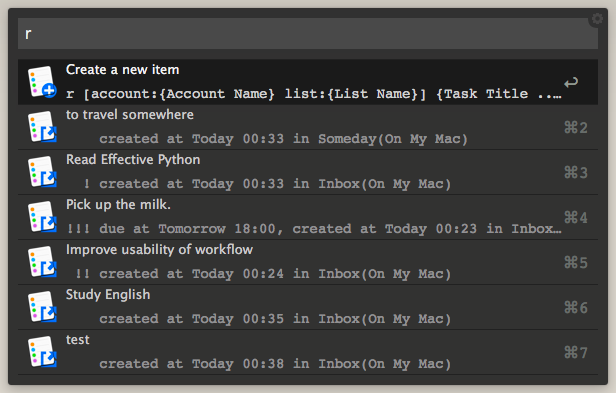 r
Create a new item
r [account:{Account Name} list:{List Name}] {Task Title ..…
to travel somewhere
created at Today 00:33 in Someday(On My Mac)
⌘2
Read Effective Python
! created at Today 00:33 in Inbox(On My Mac)
⌘3
Pick up the milk.
!!! due at Tomorrow 18:00, created at Today 00:23 in Inbox…
⌘4
Improve usability of workflow
!! created at Today 00:24 in Inbox(On My Mac)
⌘5
Study English
created at Today 00:35 in Inbox(On My Mac)
⌘6
test
created at Today 00:38 in Inbox(On My Mac)
⌘7